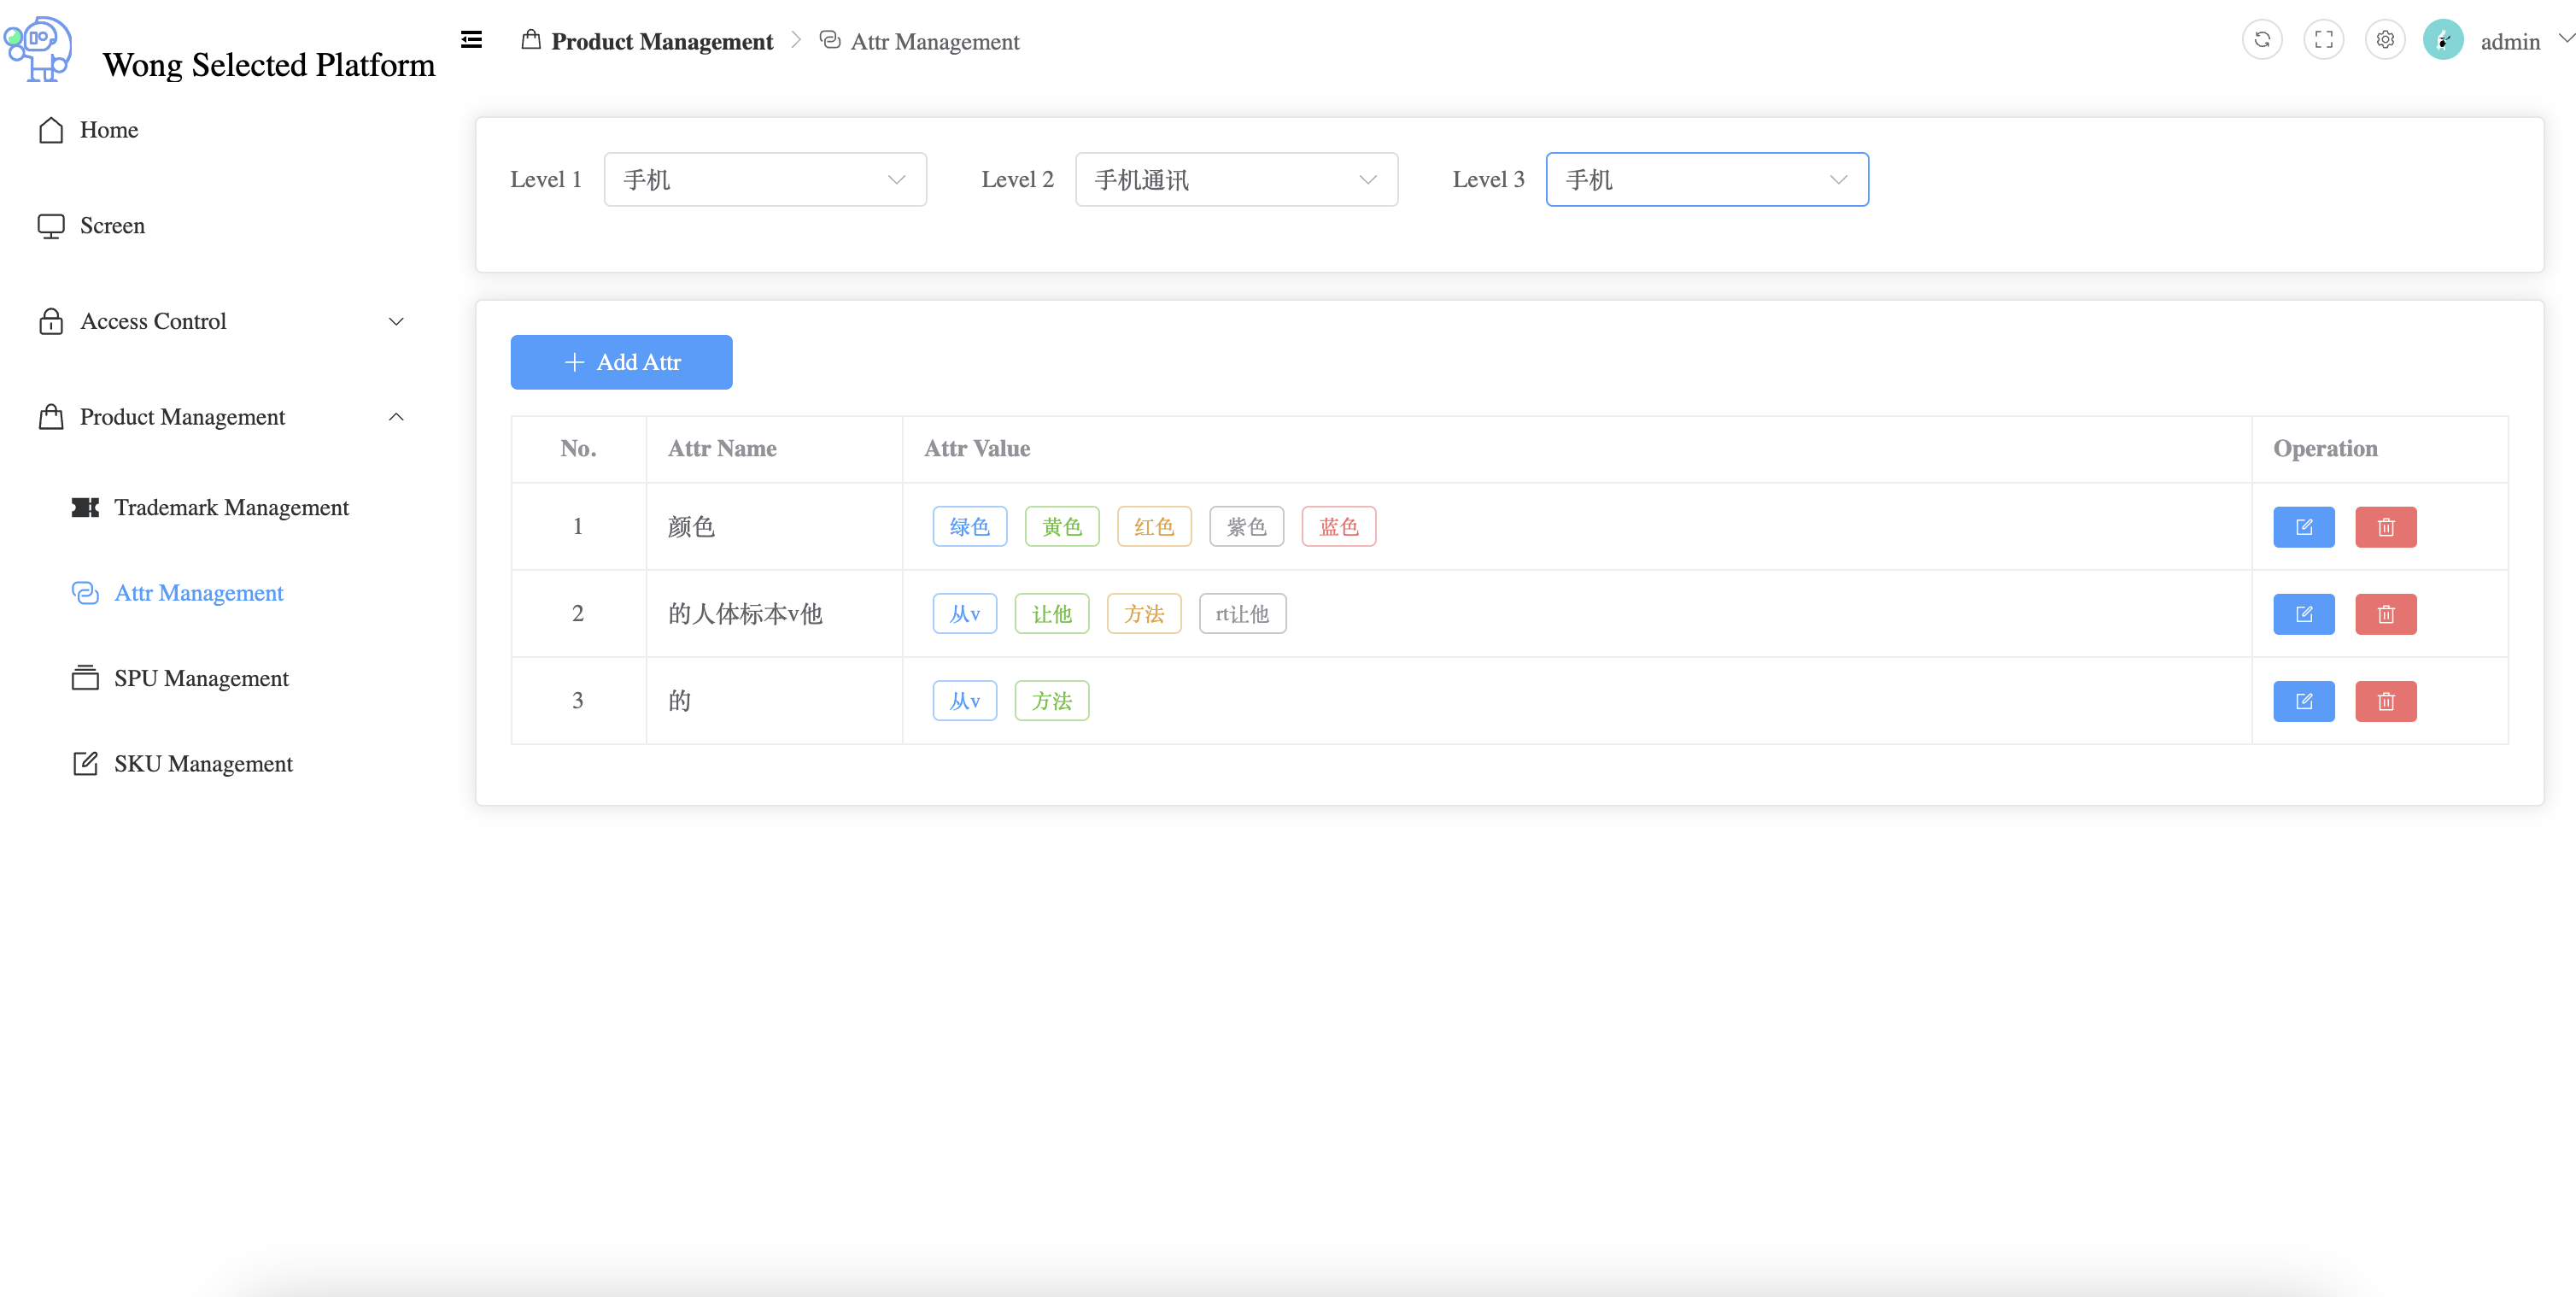 Wong Selected Platform
Product Management
Attr Management
admin
Home
Screen
Access Control
Product Management
Trademark Management
Attr Management
SPU Management
SKU Management
Level 1 手机 Level 2 手机通讯 Level 3 手机
Add Attr
No. Attr Name Attr Value Operation
1 颜色 绿色 黄色 红色 紫色 蓝色
2 的人体标本v他 从v 让他 方法 rt让他
3 的 从v 方法